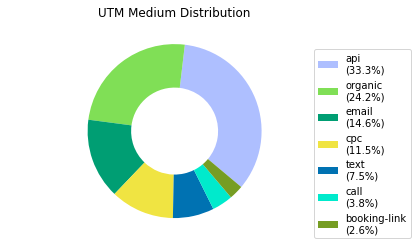 UTM Medium Distribution
api
(33.3%)
organic
(24.2%)
email
(14.6%)
cpc
(11.5%)
text
(7.5%)
call
(3.8%)
booking-link
(2.6%)